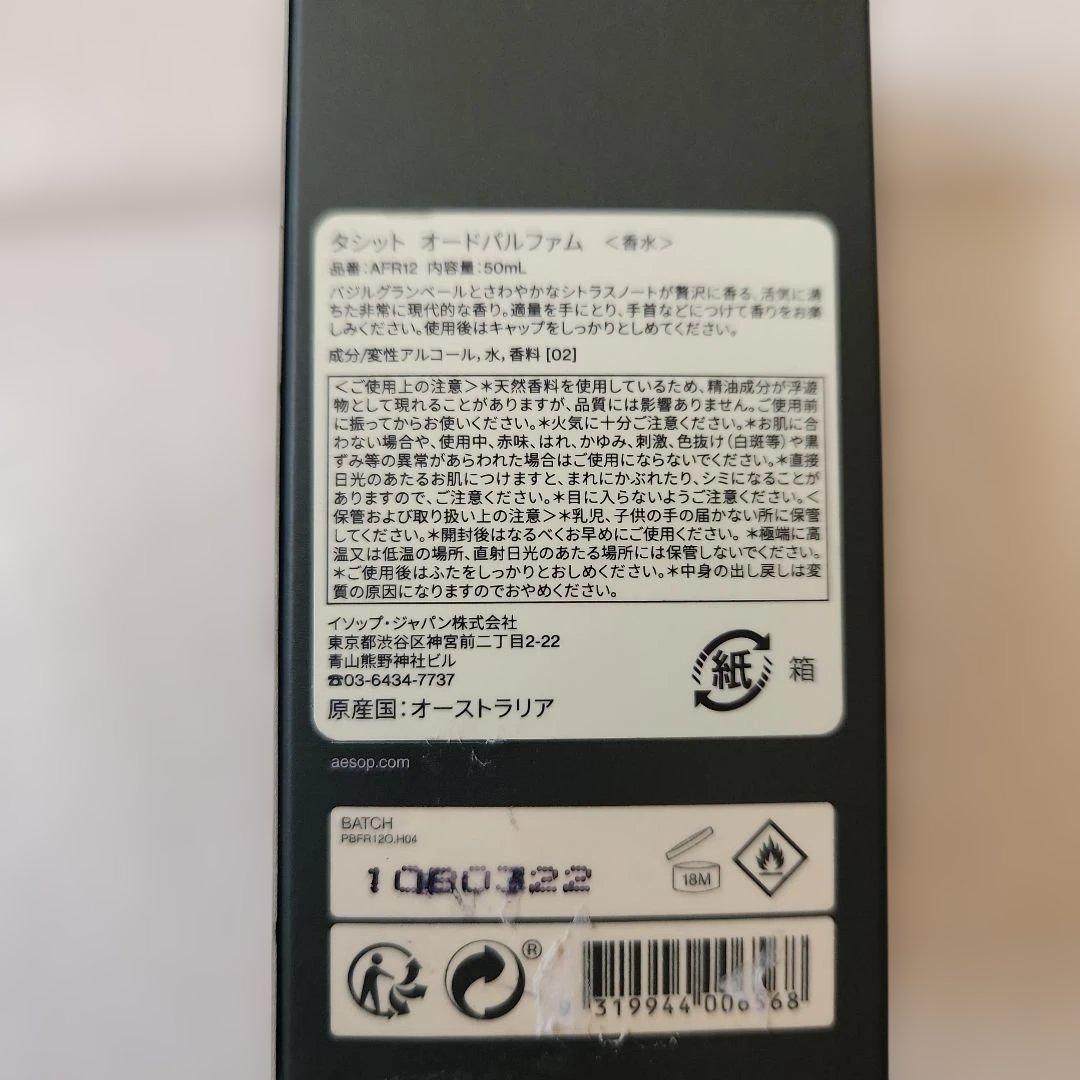 タシット オードパルファム ＜香水＞
品番：AFR12 内容量：50mL
バジルグランベールとさわやかなシトラスノートが贅沢に香る、活気に満
ちた非常に現代的な香り。適量を手にとり、手首などにつけて香りをお楽
しみください。使用後はキャップをしっかりとしめてください。
成分/変性アルコール，水，香料 [02]
＜ご使用上の注意＞＊天然香料を使用しているため、精油成分が浮遊
物として現れることがありますが、品質には影響ありません。ご使用前
に振ってからお使いください。＊火気に十分ご注意ください。＊お肌に合
わない場合や、使用中、赤味、はれ、かゆみ、刺激、色抜け（白斑等）や黒
ずみ等の異常があらわれた場合はご使用にならないでください。＊直接
日光のあたるお肌につけますと、まれにかぶれたり、シミになることが
ありますので、ご注意ください。＊目に入らないようご注意ください。＜
保管および取り扱い上の注意＞＊乳児、子供の手の届かない所に保管
してください。＊開封後はなるべくお早めにご使用ください。＊極端に高
温又は低温の場所、直射日光のあたる場所には保管しないでください。
＊ご使用後はふたをしっかりとおしめください。＊中身の出し戻しは変
質の原因になりますのでおやめください。
イソップ・ジャパン株式会社
東京都渋谷区神宮前二丁目2-22
青山熊野神社ビル
☎03-6434-7737
原産国：オーストラリア
紙 箱
aesop.com
BATCH
PBFR12O.H04
10B0322
18M
®
9 319944 006568